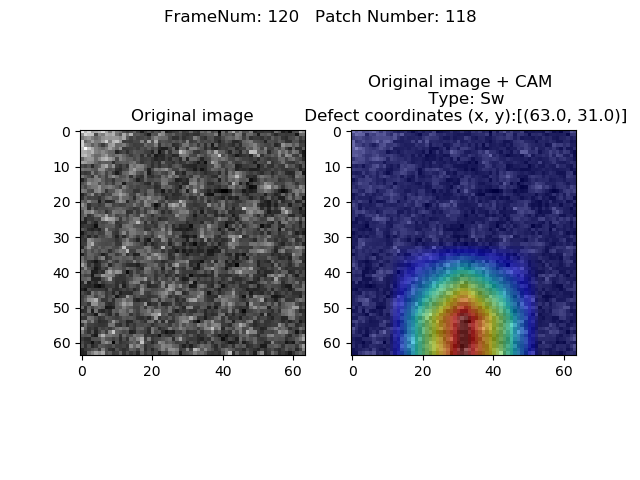 FrameNum: 120   Patch Number: 118
Original image
Original image + CAM
Type: Sw
Defect coordinates (x, y):[(63.0, 31.0)]
0
10
20
30
40
50
60
0 20 40 60
0
10
20
30
40
50
60
0 20 40 60